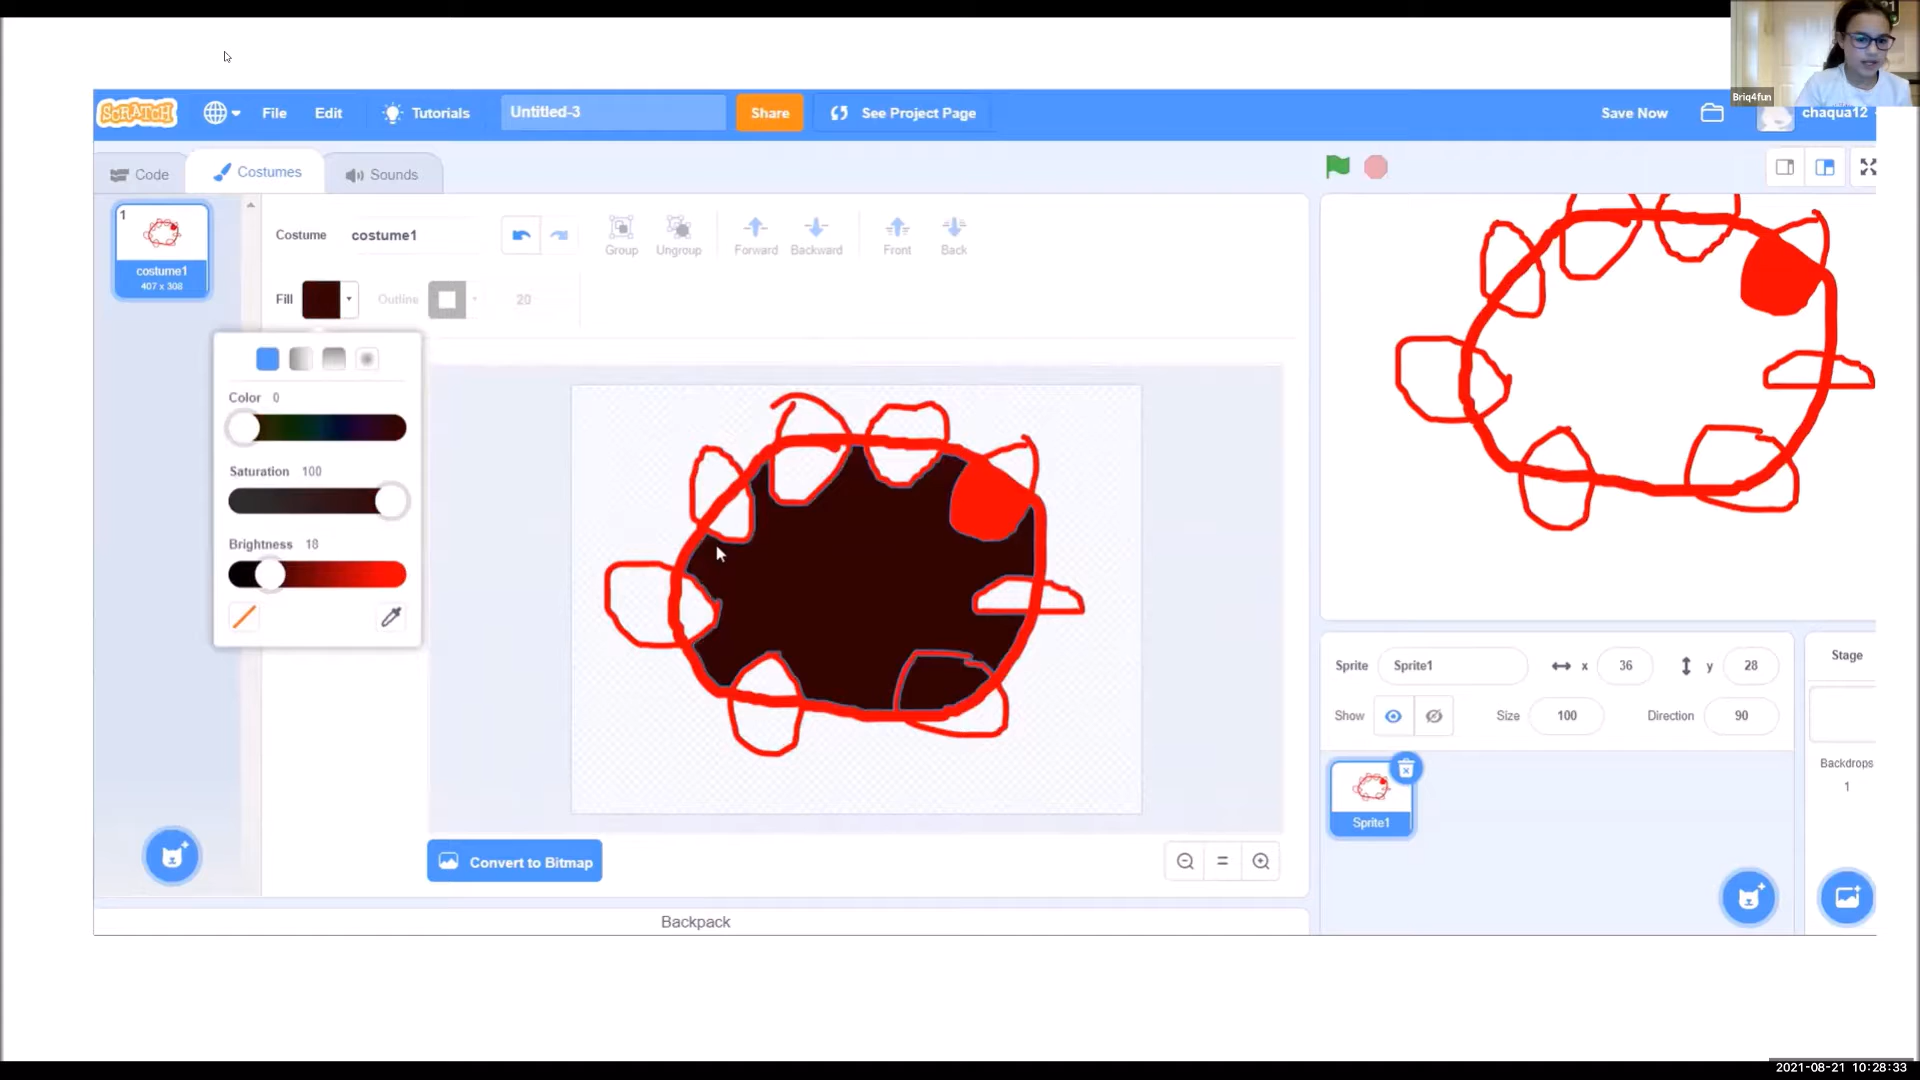 Briq4fun
SCRATCH File Edit Tutorials Untitled-3 Share See Project Page Save Now chaqua12
Code Costumes Sounds
1
costume1
407 x 308
Costume costume1 Group Ungroup Forward Backward Front Back
Fill Outline 20
Color 0
Saturation 100
Brightness 18
Convert to Bitmap
Backpack
Sprite Sprite1 x 36 y 28
Show Size 100 Direction 90
Sprite1
Stage
Backdrops
1
2021-08-21 10:28:33